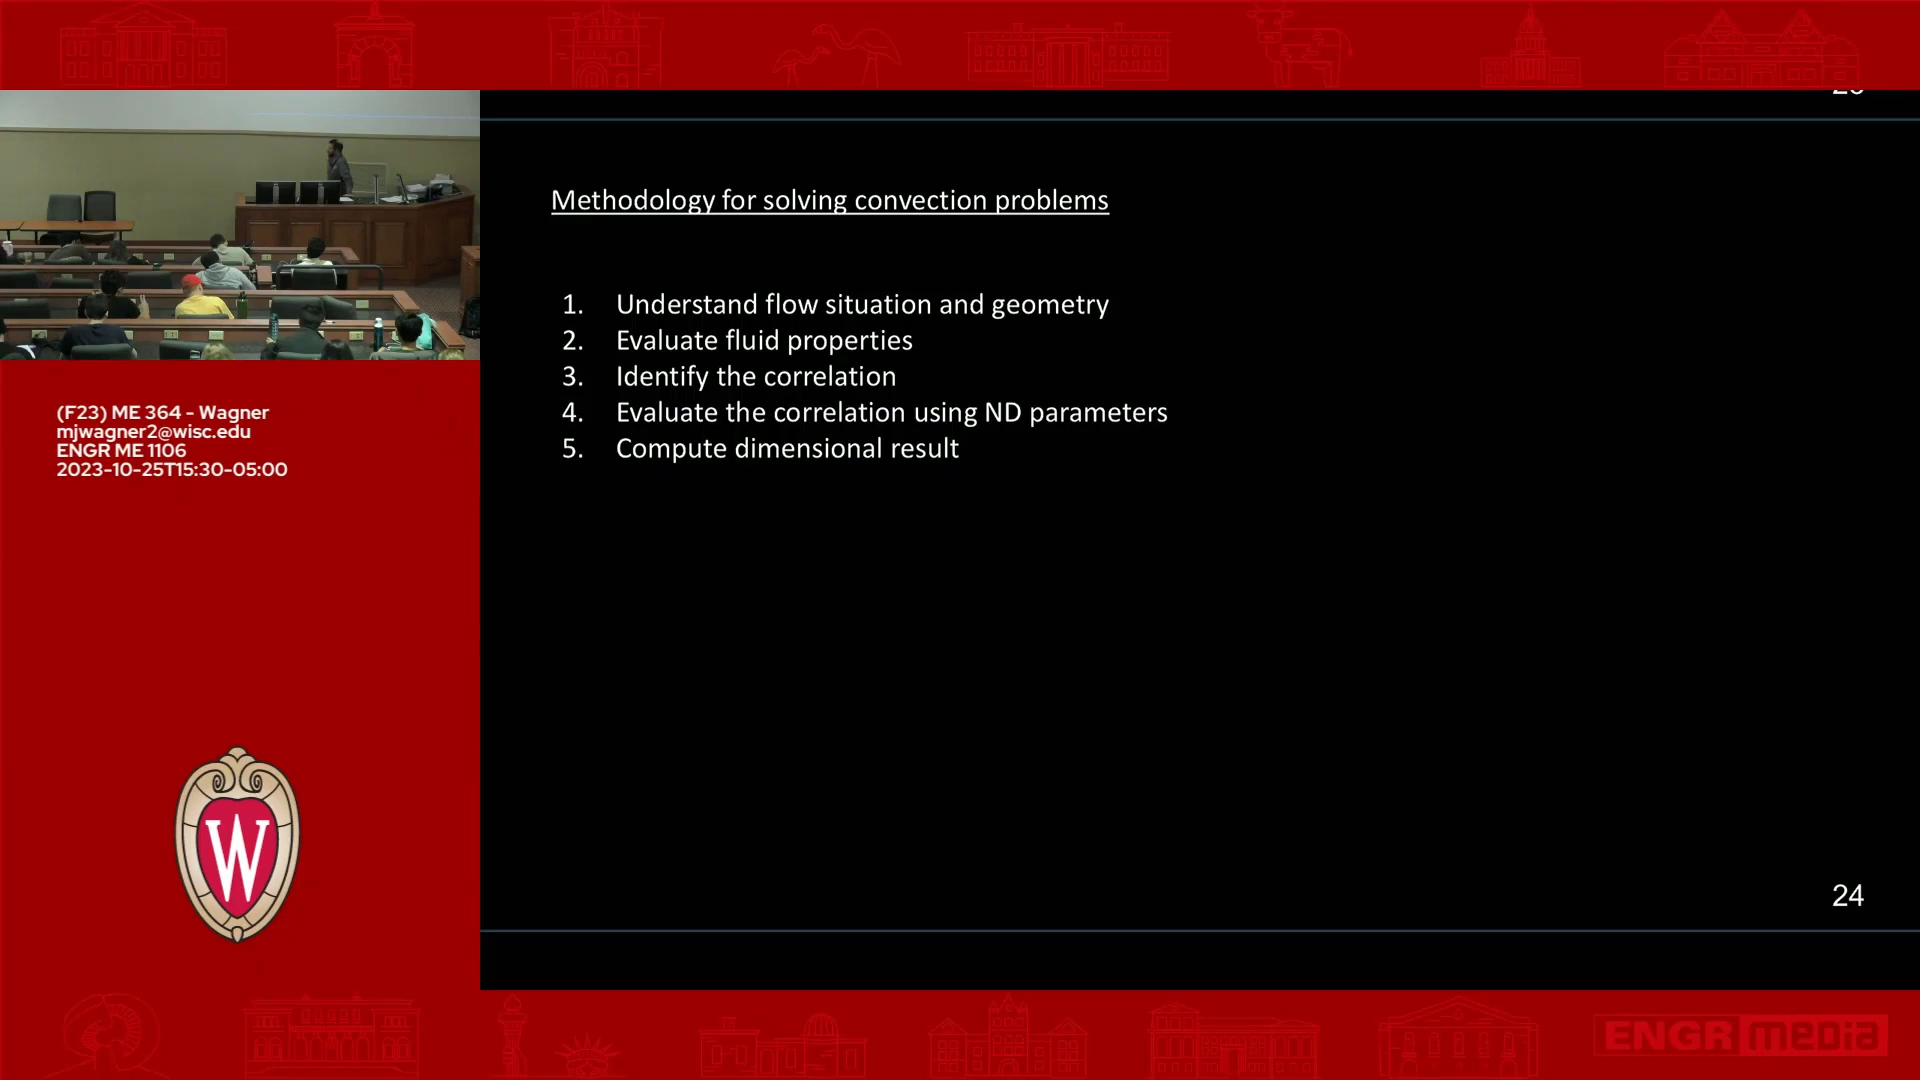 (F23) ME 364 - Wagner
mjwagner2@wisc.edu
ENGR ME 1106
2023-10-25T15:30-05:00
W
Methodology for solving convection problems
1. Understand flow situation and geometry
2. Evaluate fluid properties
3. Identify the correlation
4. Evaluate the correlation using ND parameters
5. Compute dimensional result
24
ENGR media